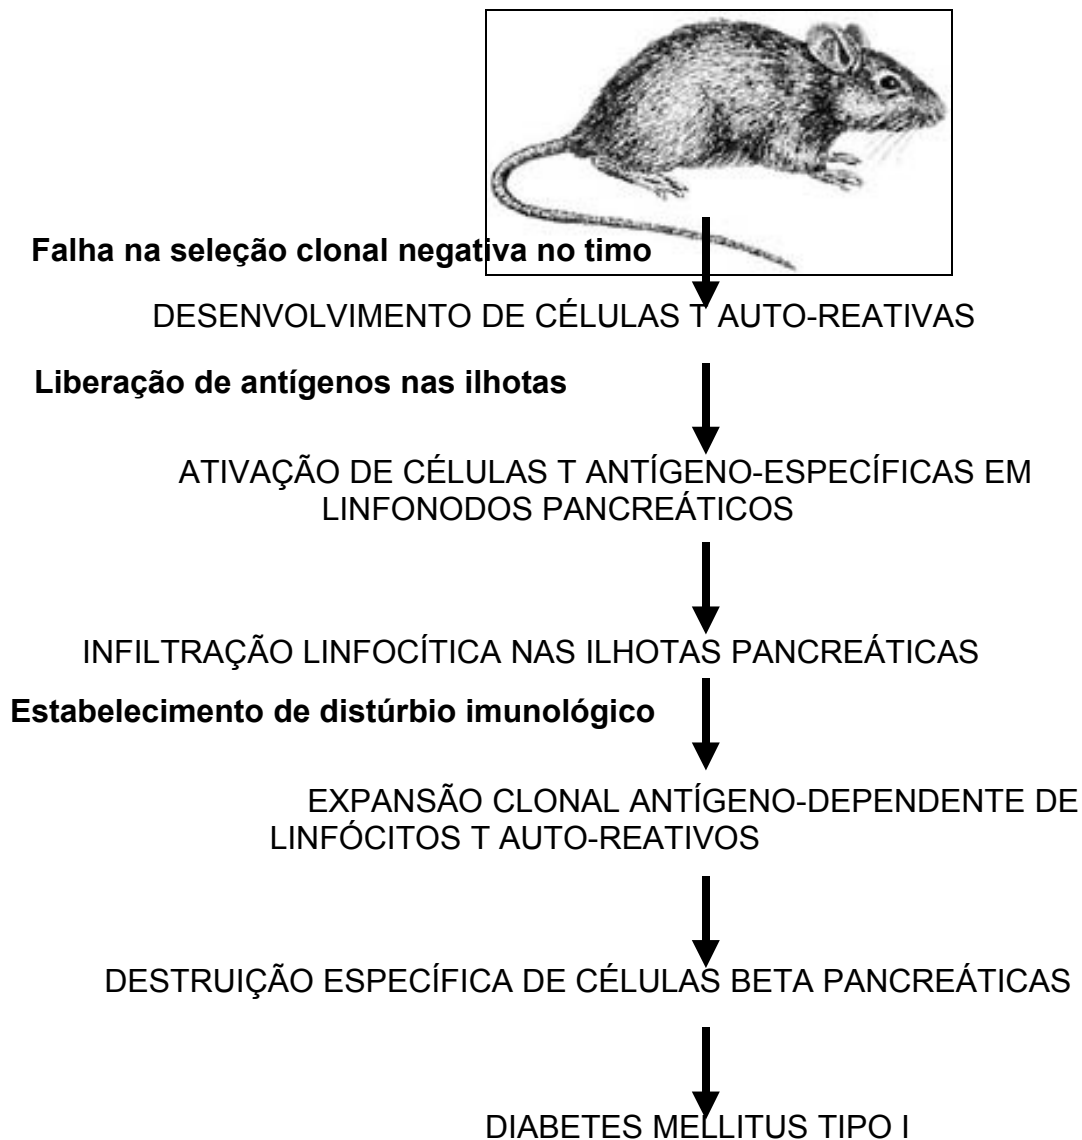 Falha na seleção clonal negativa no timo
DESENVOLVIMENTO DE CÉLULAS T AUTO-REATIVAS
Liberação de antígenos nas ilhotas
ATIVAÇÃO DE CÉLULAS T ANTÍGENO-ESPECÍFICAS EM
LINFONODOS PANCREÁTICOS
INFILTRAÇÃO LINFOCÍTICA NAS ILHOTAS PANCREÁTICAS
Estabelecimento de distúrbio imunológico
EXPANSÃO CLONAL ANTÍGENO-DEPENDENTE DE
LINFÓCITOS T AUTO-REATIVOS
DESTRUIÇÃO ESPECÍFICA DE CÉLULAS BETA PANCREÁTICAS
DIABETES MELLITUS TIPO I